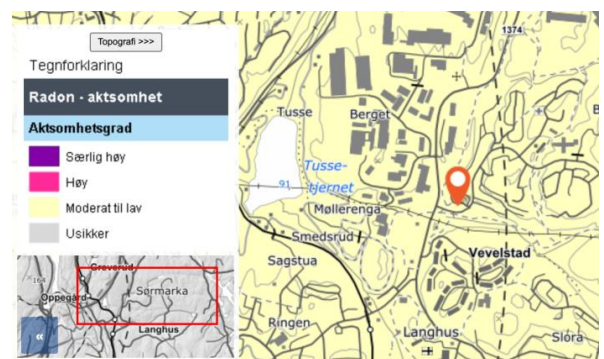 Topografi >>>
Tegnforklaring
Radon - aktsomhet
Aktsomhetsgrad
Særlig høy
Høy
Moderat til lav
Usikker
Greverud
164
Oppegård
Sørmarka
Langhus
«
1374
Tusse
Berget
Tusse-
tjernet
91
Møllerenga
Smedsrud
Sagstua
Vevelstad
Ringen
Langhus
Slora